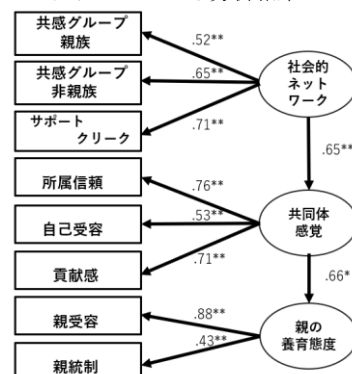 共感グループ
親族
.52**
共感グループ
非親族
.65**
社会的
ネット
ワーク
サポート
クリーク
.71**
.65**
所属信頼
.76**
自己受容
.53**
共同体
感覚
貢献感
.71**
.66*
親受容
.88**
親の
養育態度
親統制
.43**